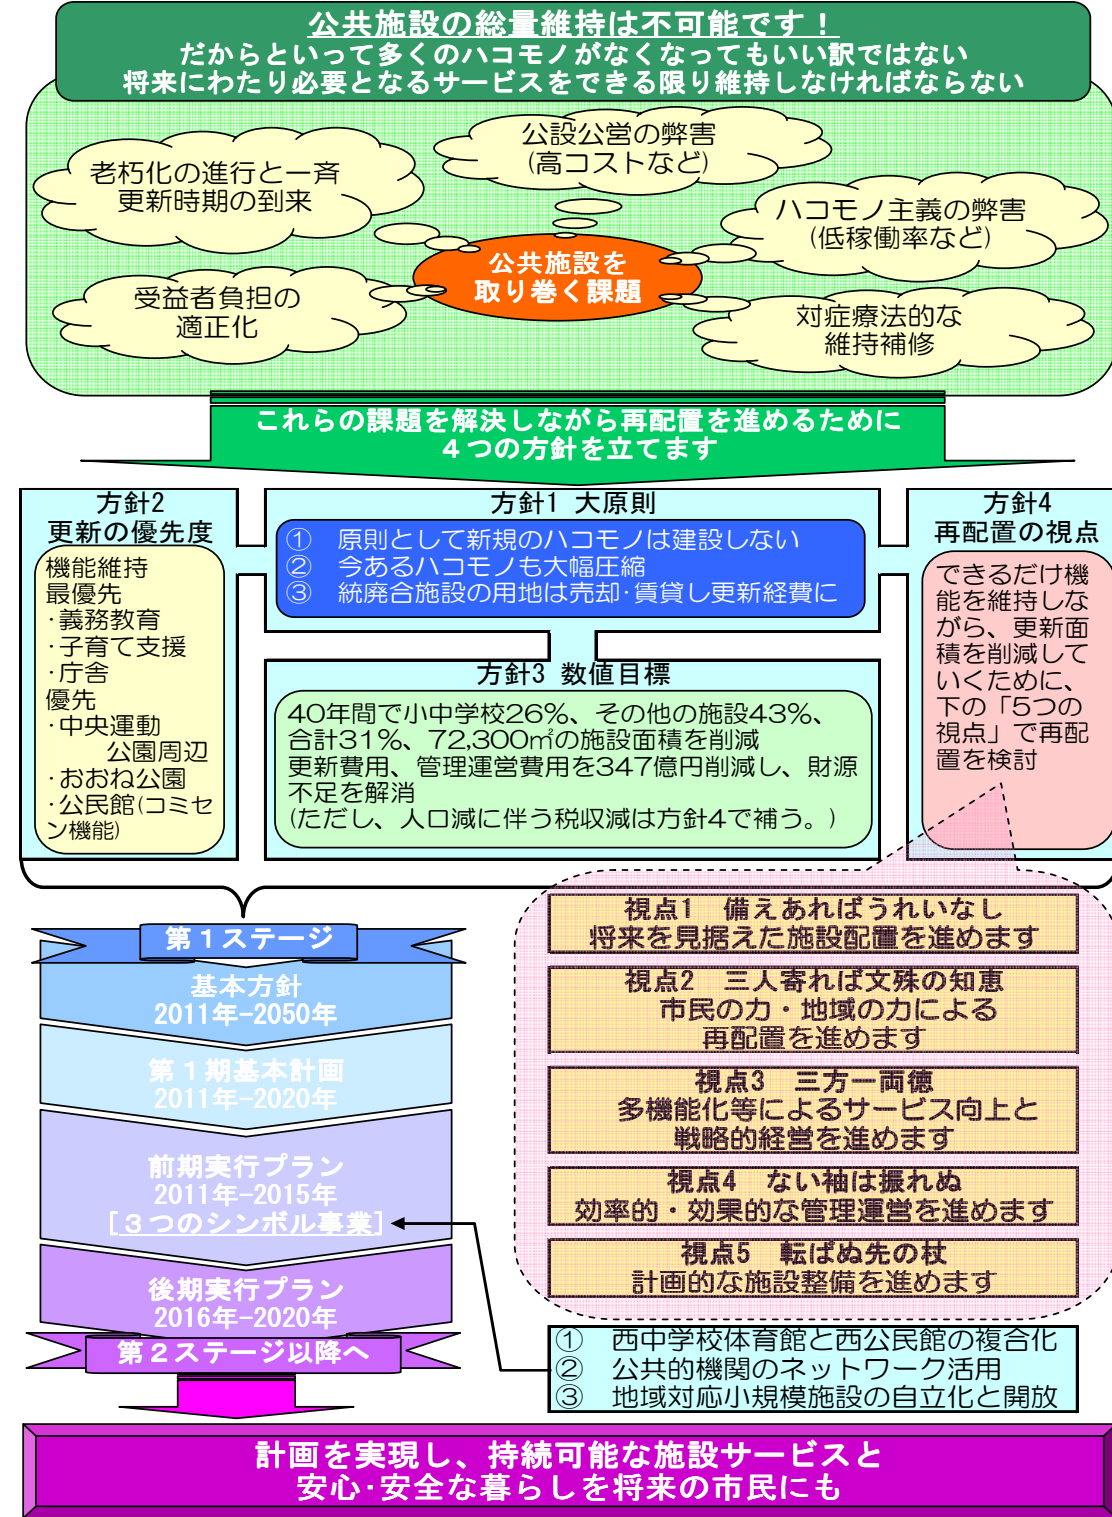 公共施設の総量維持は不可能です！
だからといって多くのハコモノがなくなってもいい訳ではない
将来にわたり必要となるサービスをできる限り維持しなければならない
公設公営の弊害
(高コストなど)
老朽化の進行と一斉
更新時期の到来
ハコモノ主義の弊害
(低稼働率など)
公共施設を
取り巻く課題
受益者負担の
適正化
対症療法的な
維持補修
これらの課題を解決しながら再配置を進めるために
４つの方針を立てます
方針2
更新の優先度
機能維持
最優先
・義務教育
・子育て支援
・庁舎
優先
・中央運動
公園周辺
・おおね公園
・公民館(コミセ
ン機能)
方針1 大原則
①　原則として新規のハコモノは建設しない
②　今あるハコモノも大幅圧縮
③　統廃合施設の用地は売却・賃貸し更新経費に
方針3 数値目標
40年間で小中学校26%、その他の施設43%、
合計31%、72,300㎡の施設面積を削減
更新費用、管理運営費用を347億円削減し、財源
不足を解消
(ただし、人口減に伴う税収減は方針4で補う。)
方針4
再配置の視点
できるだけ機
能を維持しな
がら、更新面
積を削減して
いくために、
下の「5つの
視点」で再配
置を検討
視点1　備えあればうれいなし
将来を見据えた施設配置を進めます
視点2　三人寄れば文殊の知恵
市民の力・地域の力による
再配置を進めます
視点3　三方一両徳
多機能化等によるサービス向上と
戦略的経営を進めます
視点4　ない袖は振れぬ
効率的・効果的な管理運営を進めます
視点5　転ばぬ先の杖
計画的な施設整備を進めます
第１ステージ
基本方針
2011年-2050年
第１期基本計画
2011年-2020年
前期実行プラン
2011年-2015年
[３つのシンボル事業]
後期実行プラン
2016年-2020年
第２ステージ以降へ
①　西中学校体育館と西公民館の複合化
②　公共的機関のネットワーク活用
③　地域対応小規模施設の自立化と開放
計画を実現し、持続可能な施設サービスと
安心・安全な暮らしを将来の市民にも